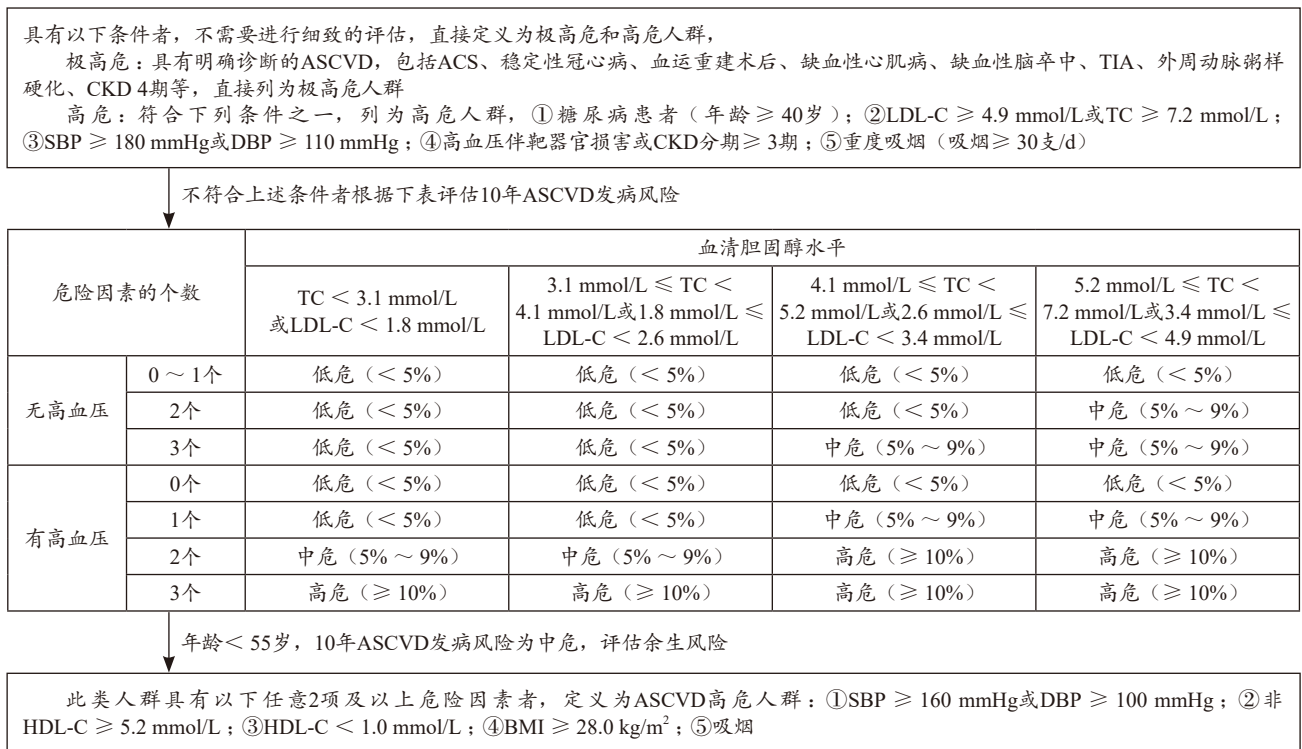 具有以下条件者，不需要进行细致的评估，直接定义为极高危和高危人群，
极高危：具有明确诊断的ASCVD，包括ACS、稳定性冠心病、血运重建术后、缺血性心肌病、缺血性脑卒中、TIA、外周动脉粥样
硬化、CKD 4期等，直接列为极高危人群
高危：符合下列条件之一，列为高危人群，①糖尿病患者（年龄≥ 40岁）；②LDL-C ≥ 4.9 mmol/L或TC ≥ 7.2 mmol/L；
③SBP ≥ 180 mmHg或DBP ≥ 110 mmHg；④高血压伴靶器官损害或CKD分期≥ 3期；⑤重度吸烟（吸烟≥ 30支/d）
不符合上述条件者根据下表评估10年ASCVD发病风险
危险因素的个数
血清胆固醇水平
TC < 3.1 mmol/L
或LDL-C < 1.8 mmol/L
3.1 mmol/L ≤ TC <
4.1 mmol/L或1.8 mmol/L ≤
LDL-C < 2.6 mmol/L
4.1 mmol/L ≤ TC <
5.2 mmol/L或2.6 mmol/L ≤
LDL-C < 3.4 mmol/L
5.2 mmol/L ≤ TC <
7.2 mmol/L或3.4 mmol/L ≤
LDL-C < 4.9 mmol/L
无高血压
0～1个 低危（< 5%） 低危（< 5%） 低危（< 5%） 低危（< 5%）
2个 低危（< 5%） 低危（< 5%） 低危（< 5%） 中危（5%～9%）
3个 低危（< 5%） 低危（< 5%） 中危（5%～9%） 中危（5%～9%）
有高血压
0个 低危（< 5%） 低危（< 5%） 低危（< 5%） 低危（< 5%）
1个 低危（< 5%） 低危（< 5%） 中危（5%～9%） 中危（5%～9%）
2个 中危（5%～9%） 中危（5%～9%） 高危（≥ 10%） 高危（≥ 10%）
3个 高危（≥ 10%） 高危（≥ 10%） 高危（≥ 10%） 高危（≥ 10%）
年龄< 55岁，10年ASCVD发病风险为中危，评估余生风险
此类人群具有以下任意2项及以上危险因素者，定义为ASCVD高危人群：①SBP ≥ 160 mmHg或DBP ≥ 100 mmHg；②非
HDL-C ≥ 5.2 mmol/L；③HDL-C < 1.0 mmol/L；④BMI ≥ 28.0 kg/m²；⑤吸烟